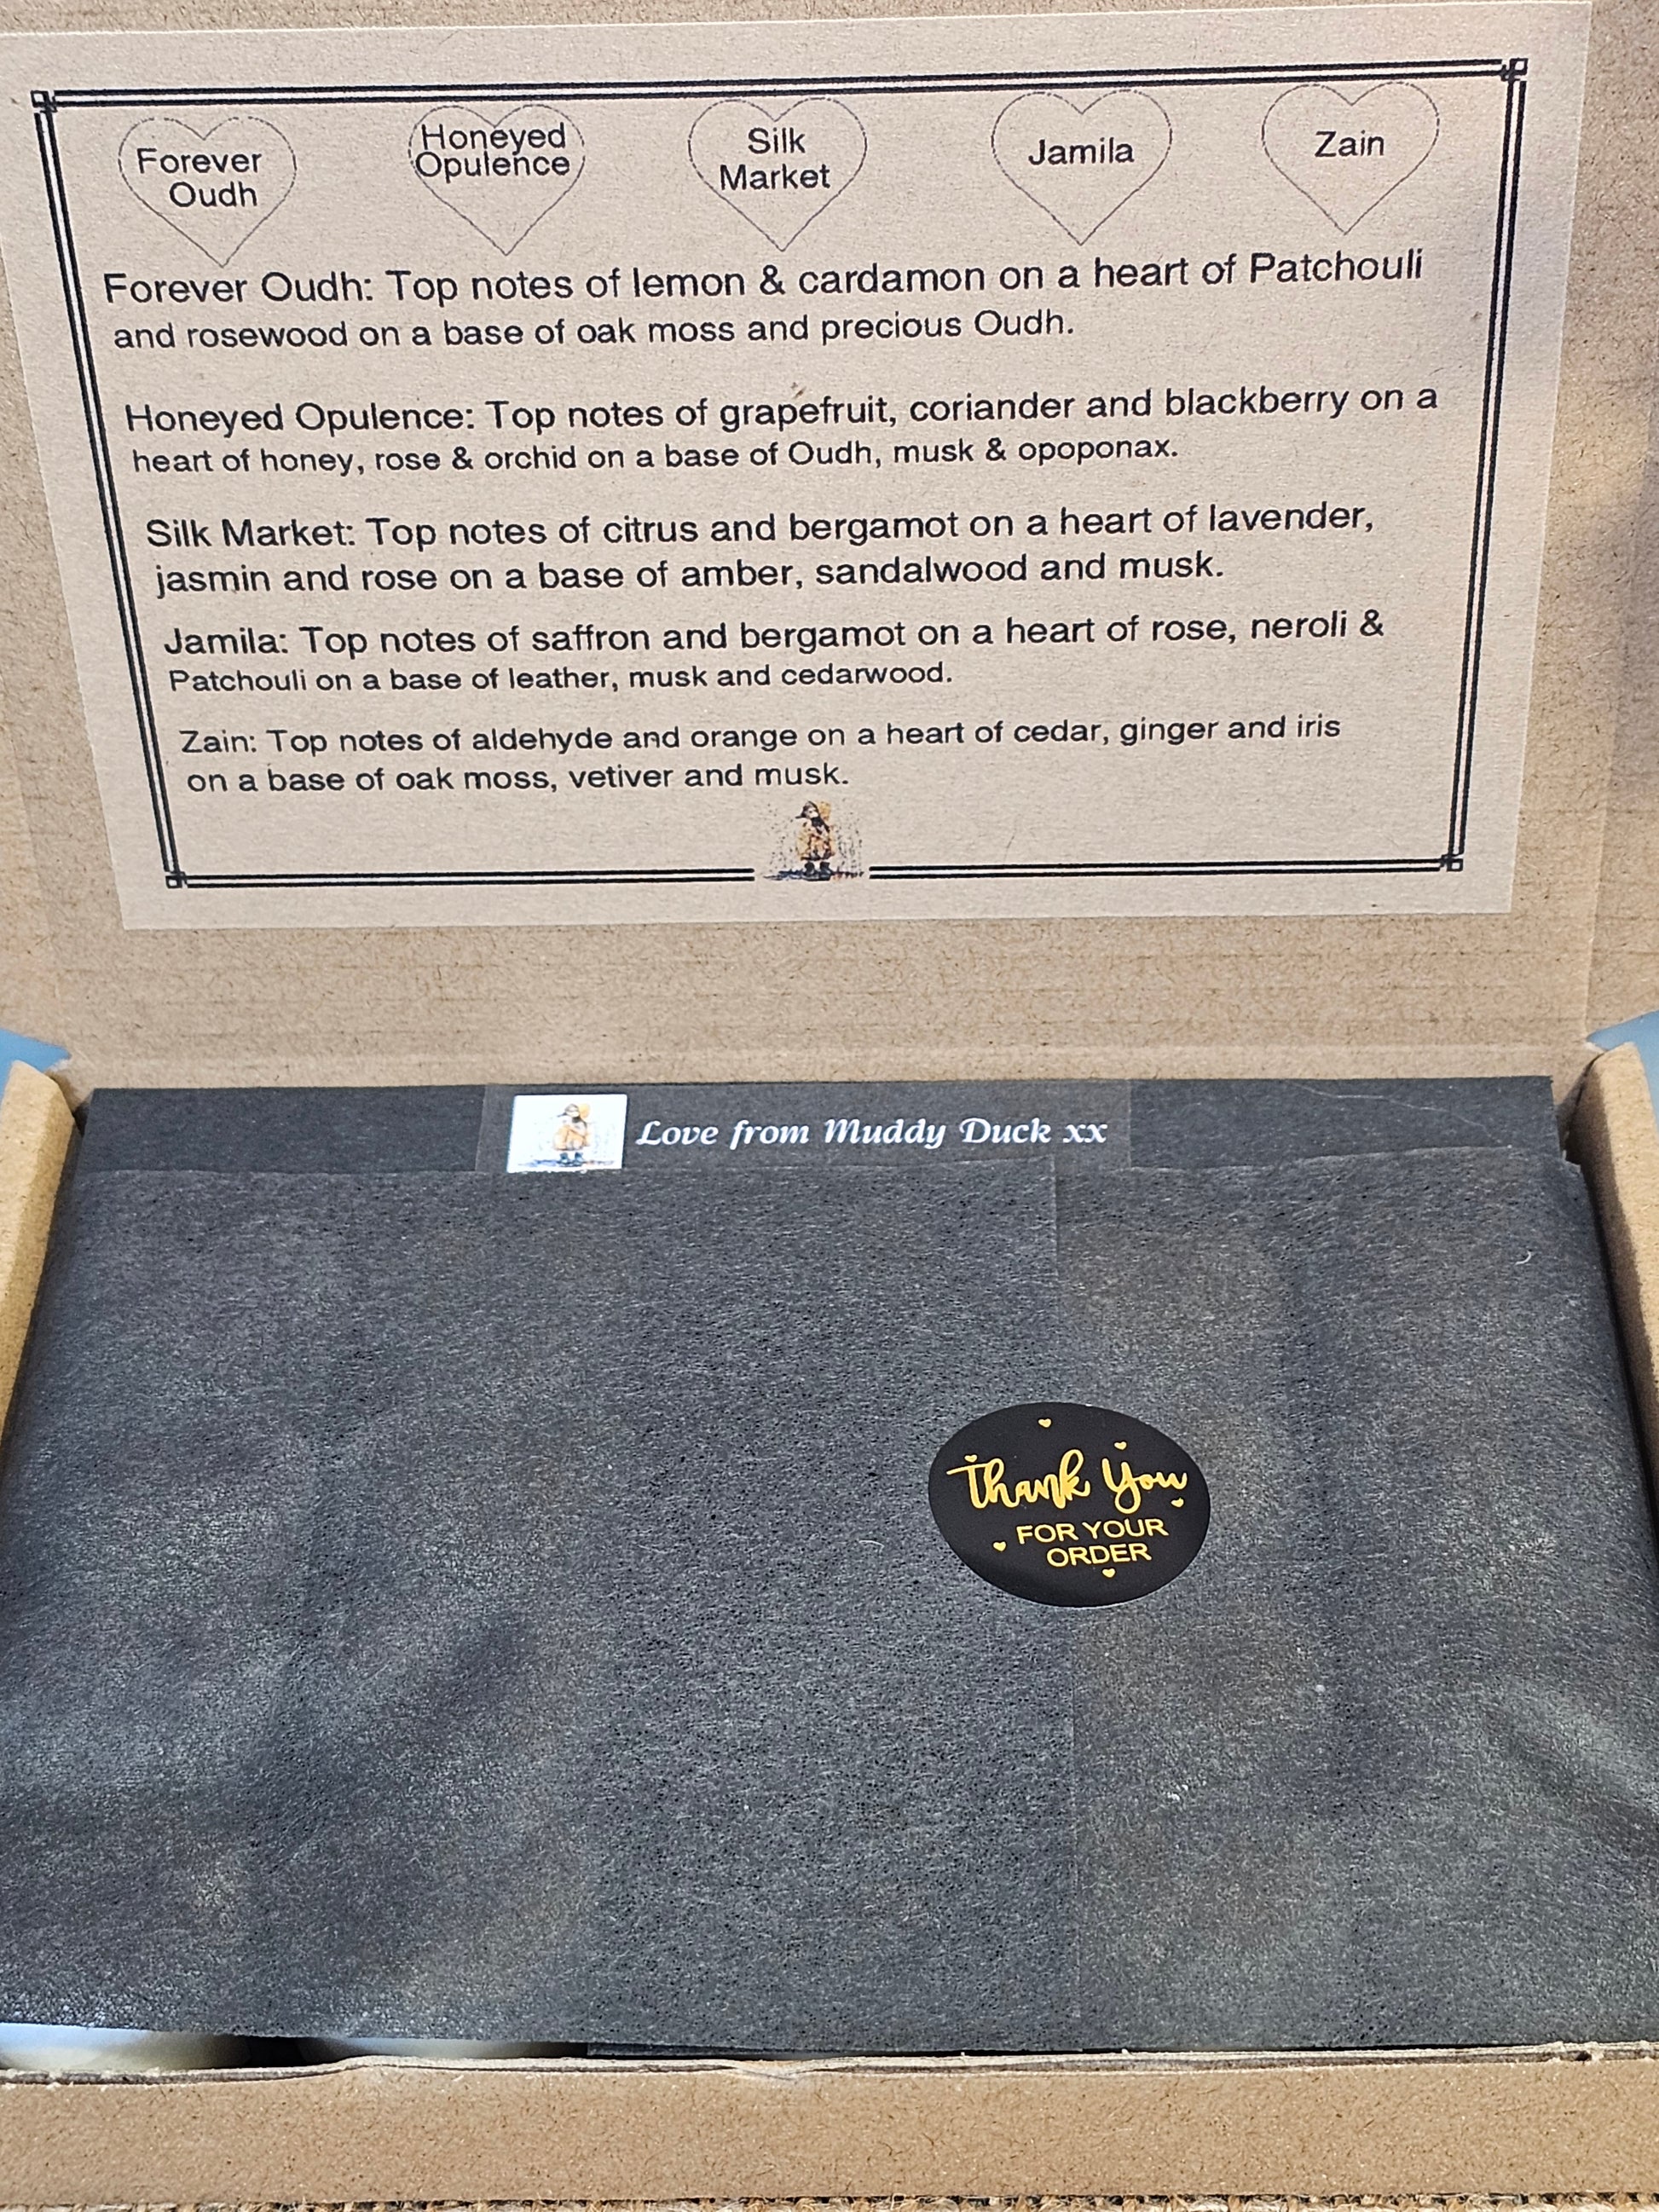 Forever
Oudh
Honeyed
Opulence
Silk
Market
Jamila
Zain
Forever Oudh: Top notes of lemon & cardamon on a heart of Patchouli
and rosewood on a base of oak moss and precious Oudh.
Honeyed Opulence: Top notes of grapefruit, coriander and blackberry on a
heart of honey, rose & orchid on a base of Oudh, musk & opoponax.
Silk Market: Top notes of citrus and bergamot on a heart of lavender,
jasmin and rose on a base of amber, sandalwood and musk.
Jamila: Top notes of saffron and bergamot on a heart of rose, neroli &
Patchouli on a base of leather, musk and cedarwood.
Zain: Top notes of aldehyde and orange on a heart of cedar, ginger and iris
on a base of oak moss, vetiver and musk.
Love from Muddy Duck xx
Thank You
FOR YOUR
ORDER